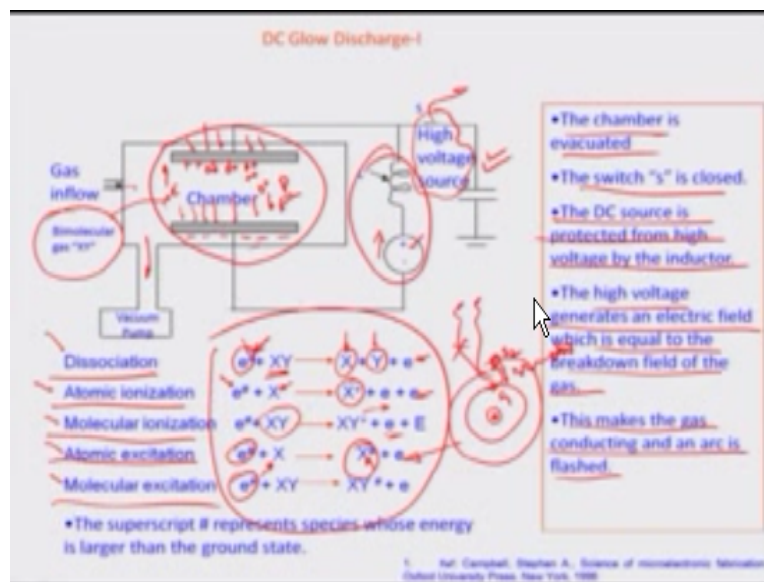 DC Glow Discharge-I
High
voltage
source
Gas
inflow
Chamber
Bimolecular
gas "XY"
Vacuum
Pump
Dissociation
e# + XY → X + Y + e
Atomic ionization
e# + X → X+ + e + e
Molecular ionization
e# + XY → XY+ + e + E
Atomic excitation
e# + X → X# + e
Molecular excitation
e# + XY → XY # + e
•The superscript # represents species whose energy
is larger than the ground state.
•The chamber is
evacuated
•The switch "s" is closed.
•The DC source is
protected from high
voltage by the inductor.
•The high voltage
generates an electric field
which is equal to the
breakdown field of the
gas.
•This makes the gas
conducting and an arc is
flashed.
1. Ref: Campbell, Stephen A., Science of microelectronic fabrication
Oxford University Press, New York, 1996